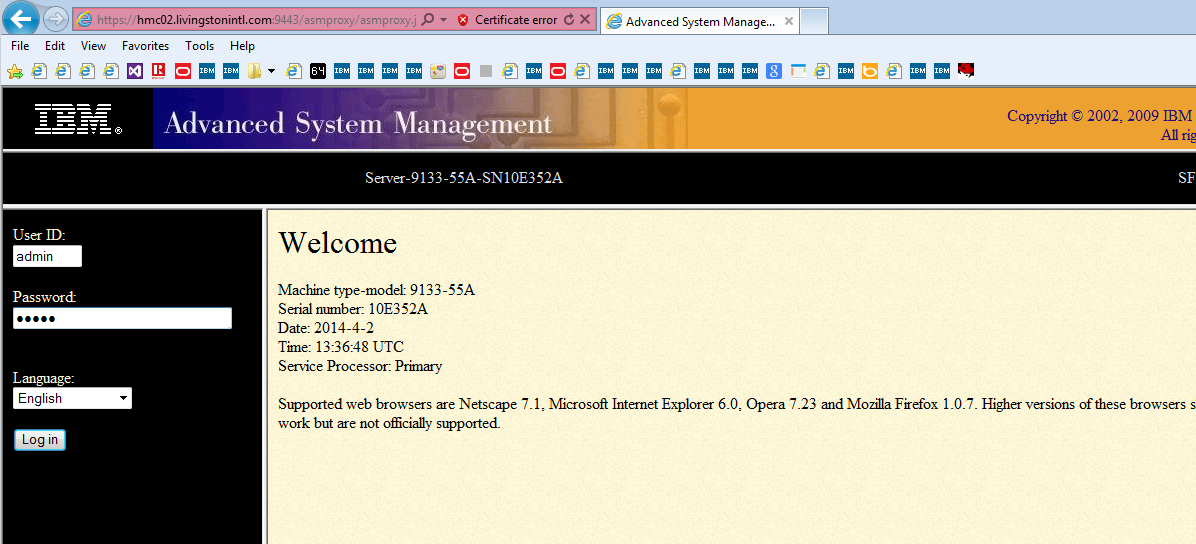 https://hmc02.livingstonintl.com:9443/asmproxy/asmproxy.j
Certificate error
Advanced System Manage...
File Edit View Favorites Tools Help
IBM®
Advanced System Management
Copyright © 2002, 2009 IBM
All rig
Server-9133-55A-SN10E352A
SF
User ID:
admin
Password:
•••••
Language:
English
Log in
Welcome
Machine type-model: 9133-55A
Serial number: 10E352A
Date: 2014-4-2
Time: 13:36:48 UTC
Service Processor: Primary
Supported web browsers are Netscape 7.1, Microsoft Internet Explorer 6.0, Opera 7.23 and Mozilla Firefox 1.0.7. Higher versions of these browsers s
work but are not officially supported.